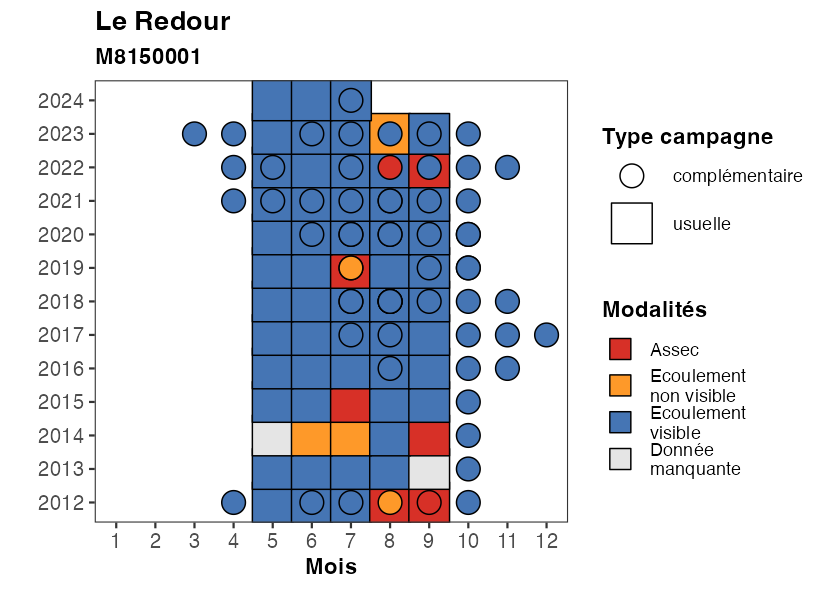 Le Redour
M8150001
2024
2023
2022
2021
2020
2019
2018
2017
2016
2015
2014
2013
2012
1 2 3 4 5 6 7 8 9 10 11 12
Mois
Type campagne
complémentaire
usuelle
Modalités
Assec
Ecoulement
non visible
Ecoulement
visible
Donnée
manquante